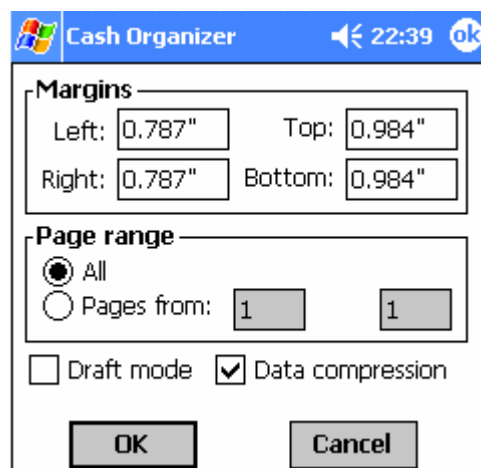 Cash Organizer 22:39 ok
Margins
Left: 0.787" Top: 0.984"
Right: 0.787" Bottom: 0.984"
Page range
All
Pages from: 1 1
Draft mode Data compression
OK Cancel